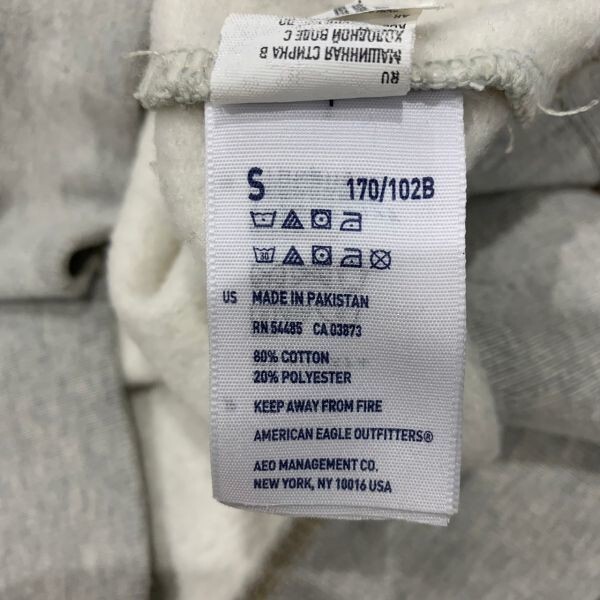 RU
МАШИННАЯ СТИРКА В
ХОЛОДНОЙ ВОДЕ С
S 170/102B
30
US MADE IN PAKISTAN
RN 54485 CA 03873
80% COTTON
20% POLYESTER
KEEP AWAY FROM FIRE
AMERICAN EAGLE OUTFITTERS®
AEO MANAGEMENT CO.
NEW YORK, NY 10016 USA